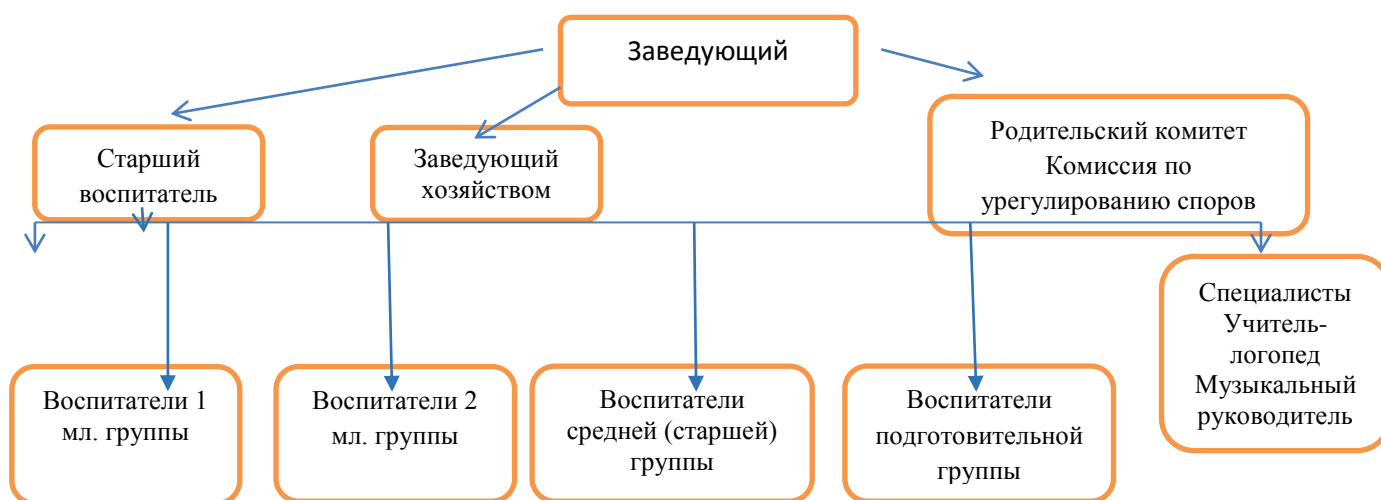 Заведующий
Старший
воспитатель
Заведующий
хозяйством
Родительский комитет
Комиссия по
урегулированию споров
Специалисты
Учитель-
логопед
Музыкальный
руководитель
Воспитатели 1
мл. группы
Воспитатели 2
мл. группы
Воспитатели
средней (старшей)
группы
Воспитатели
подготовительной
группы